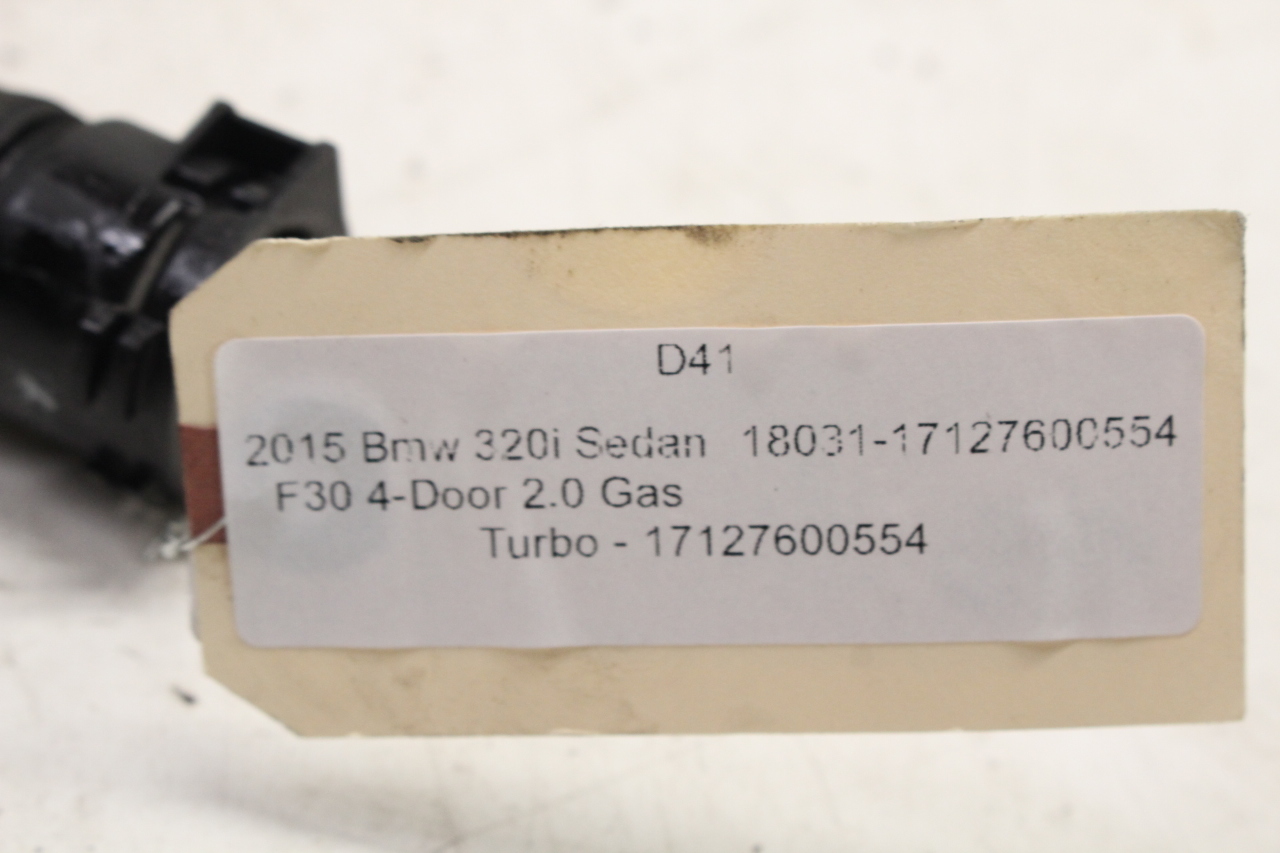 D41
2015 Bmw 320i Sedan 18031-17127600554
F30 4-Door 2.0 Gas
Turbo - 17127600554